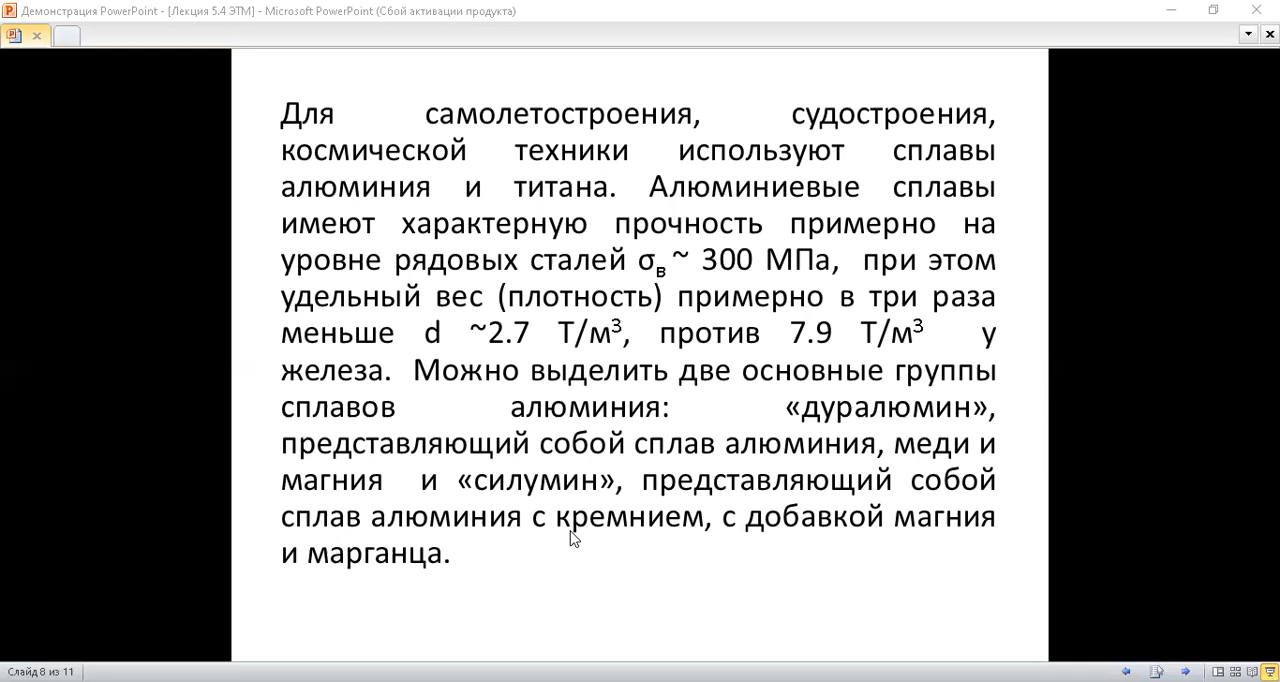 Демонстрация PowerPoint - [Лекция 5.4 ЭТМ] - Microsoft PowerPoint (Сбой активации продукта)
Для самолетостроения, судостроения,
космической техники используют сплавы
алюминия и титана. Алюминиевые сплавы
имеют характерную прочность примерно на
уровне рядовых сталей σв ~ 300 МПа, при этом
удельный вес (плотность) примерно в три раза
меньше d ~2.7 Т/м³, против 7.9 Т/м³ у
железа. Можно выделить две основные группы
сплавов алюминия: «дуралюмин»,
представляющий собой сплав алюминия, меди и
магния и «силумин», представляющий собой
сплав алюминия с кремнием, с добавкой магния
и марганца.
Слайд 8 из 11